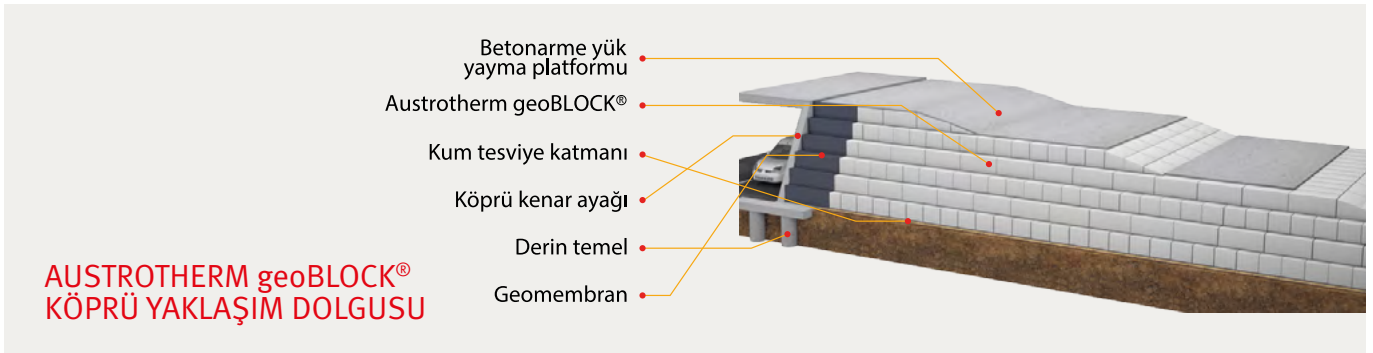 Betonarme yük
yayma platformu
Austrotherm geoBLOCK®
Kum tesviye katmanı
Köprü kenar ayağı
Derin temel
Geomembran
AUSTROTHERM geoBLOCK®
KÖPRÜ YAKLAŞIM DOLGUSU